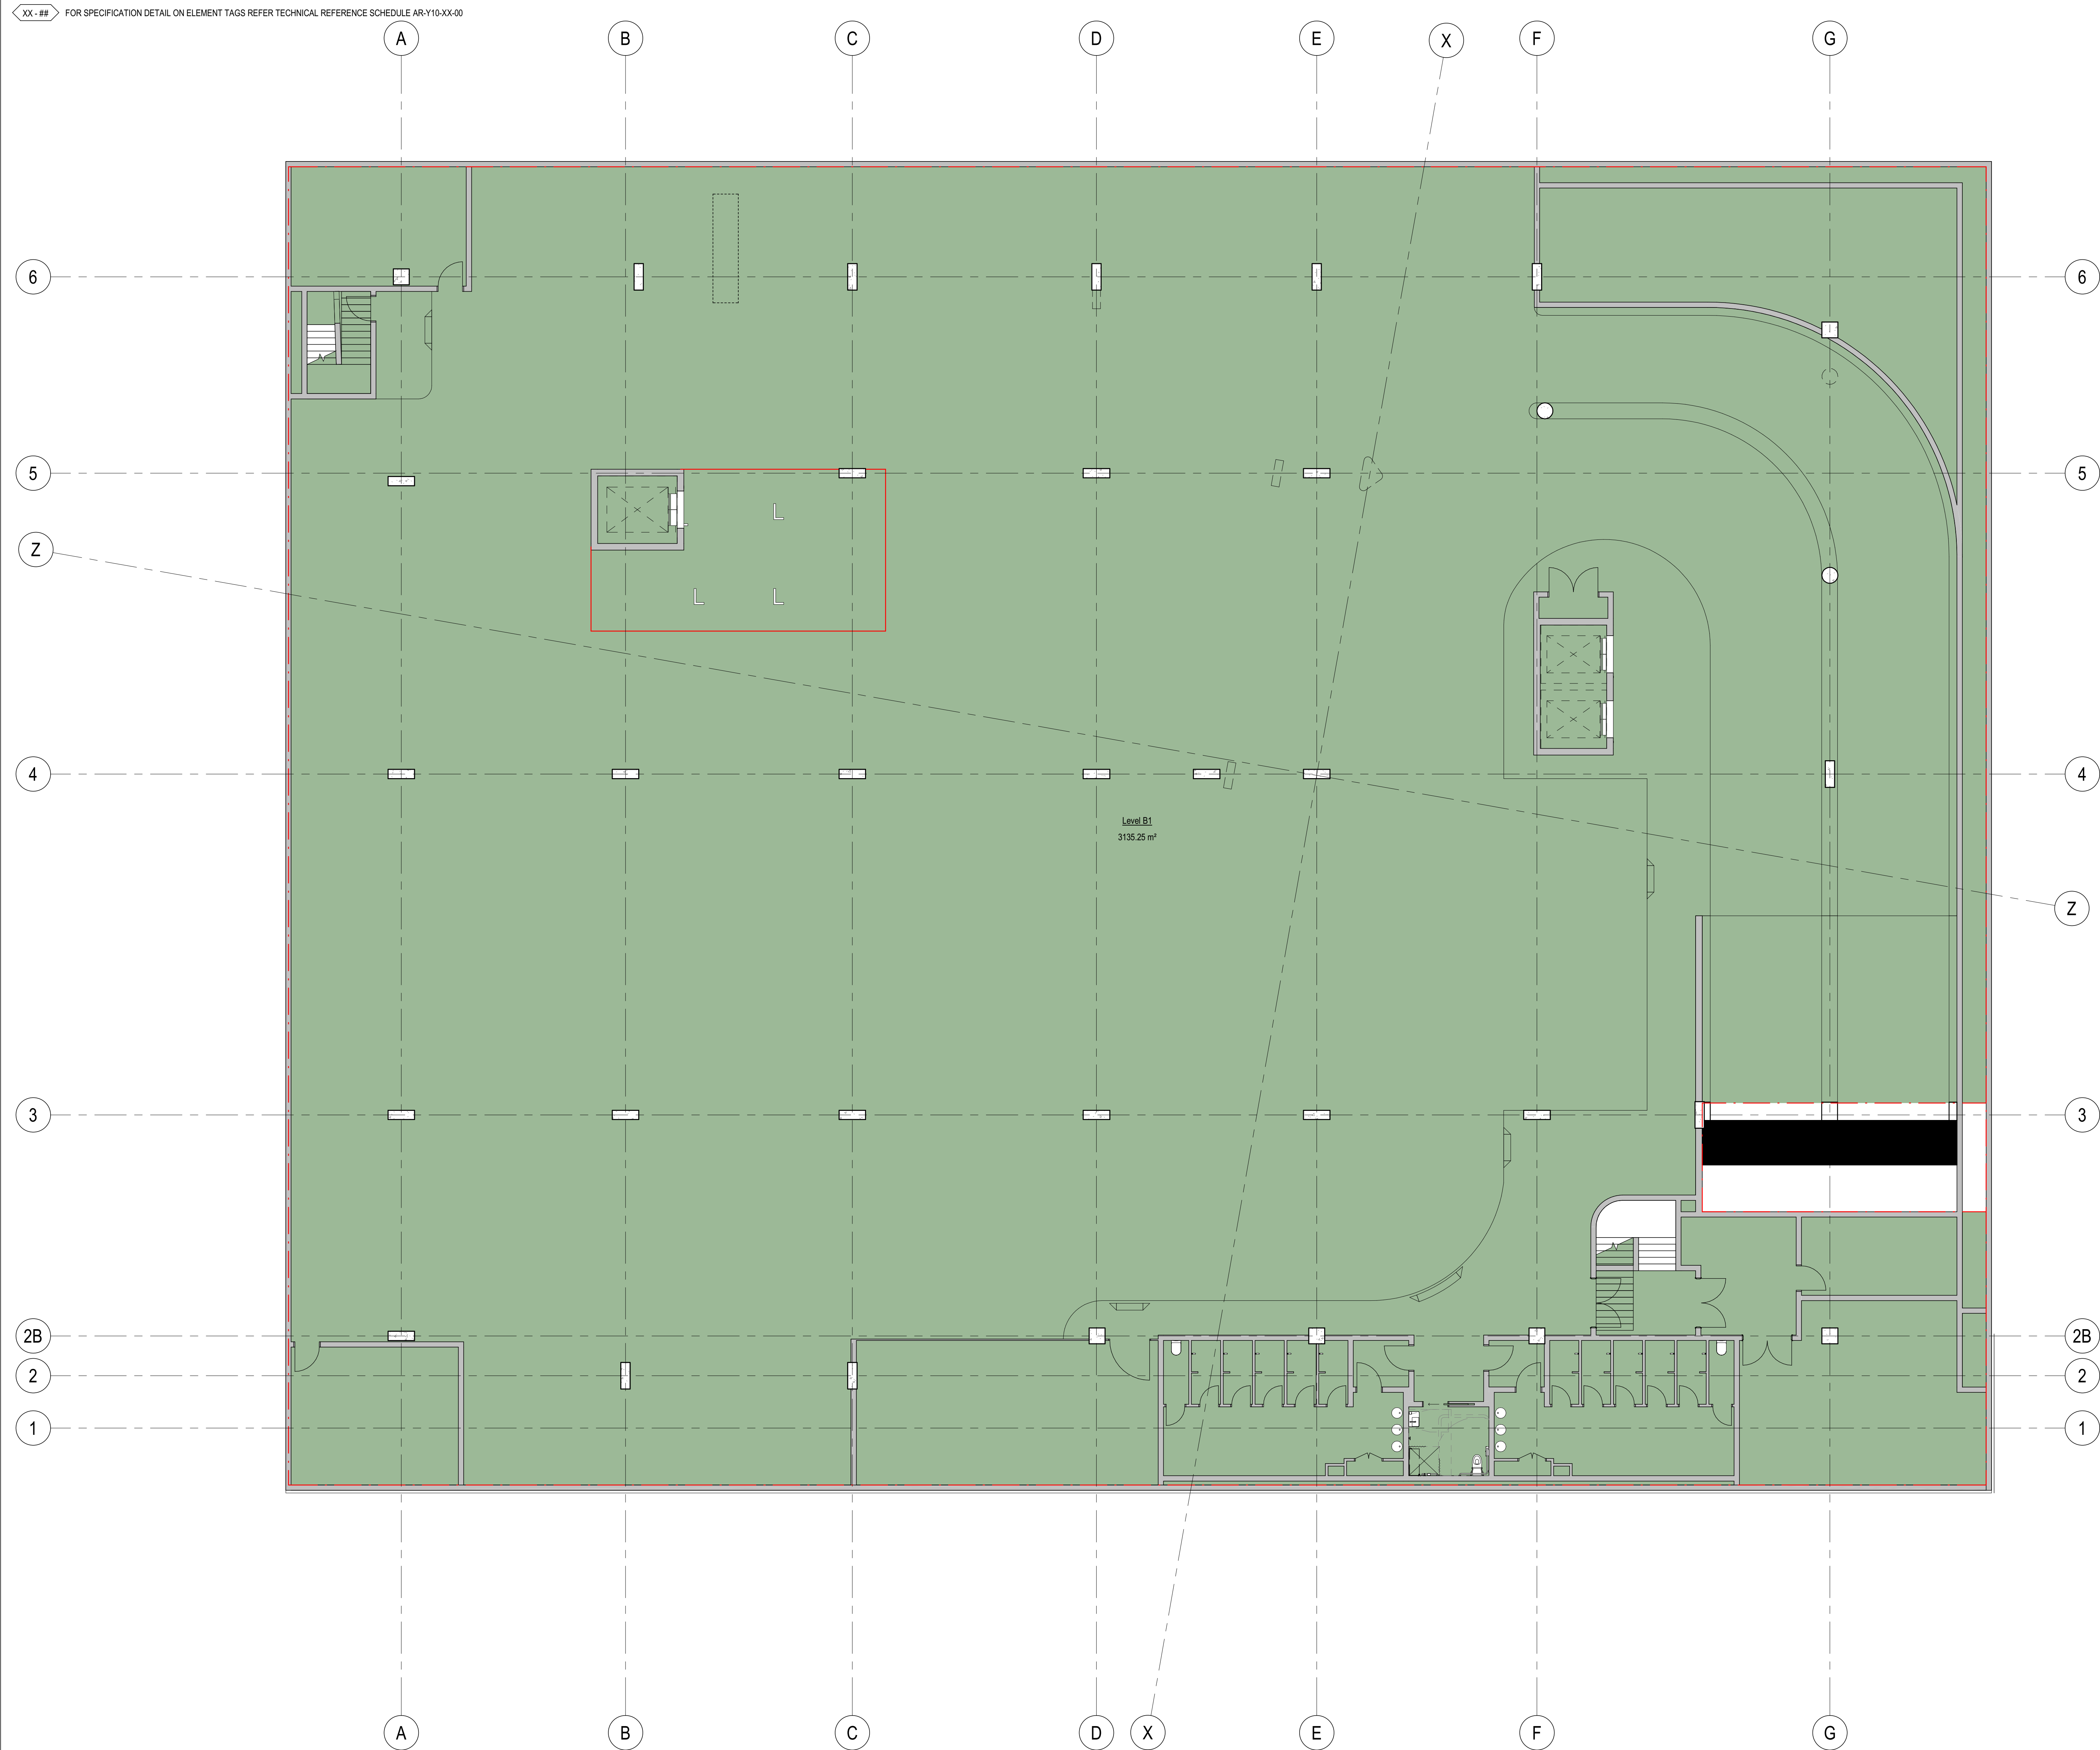 XX - ## FOR SPECIFICATION DETAIL ON ELEMENT TAGS REFER TECHNICAL REFERENCE SCHEDULE AR-Y10-XX-00
A B C D E X F G
6 6
5 5
Z
4 4
Level B1
3135.25 m²
Z
3 3
2B 2B
2 2
1 1
A B C D X E F G